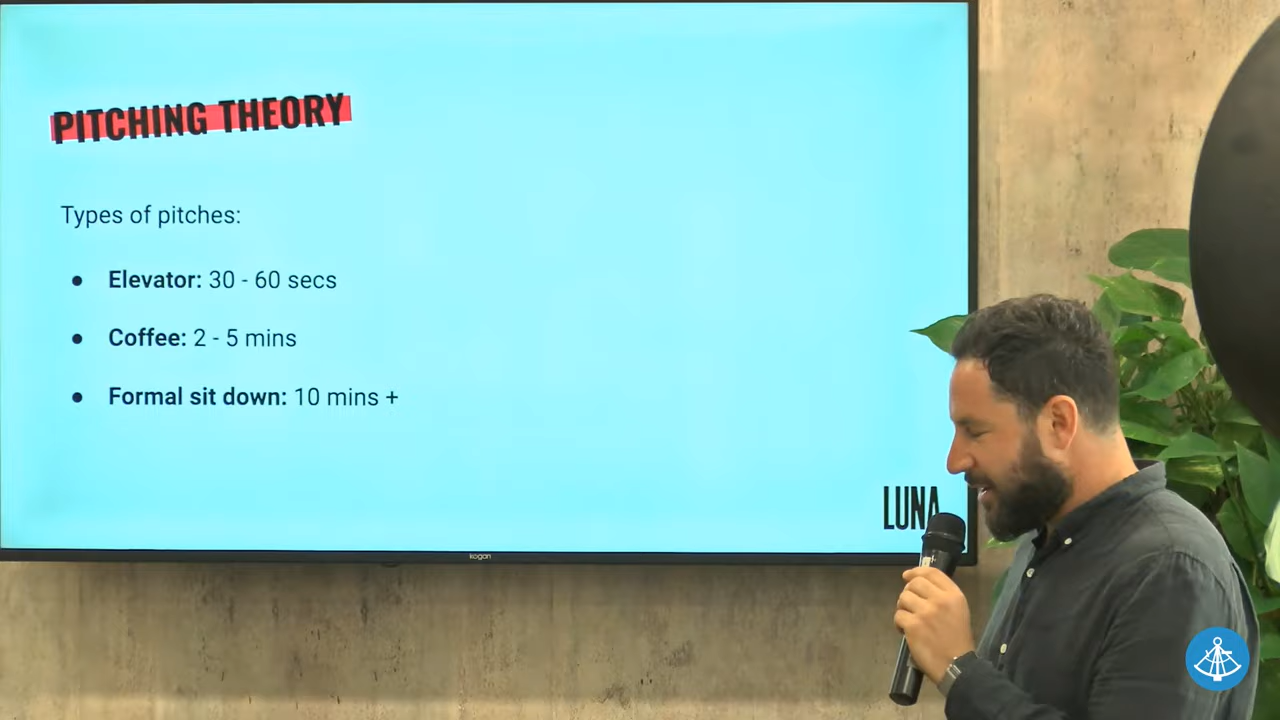 PITCHING THEORY
Types of pitches:
• Elevator: 30 - 60 secs
• Coffee: 2 - 5 mins
• Formal sit down: 10 mins +
LUNA
kogan